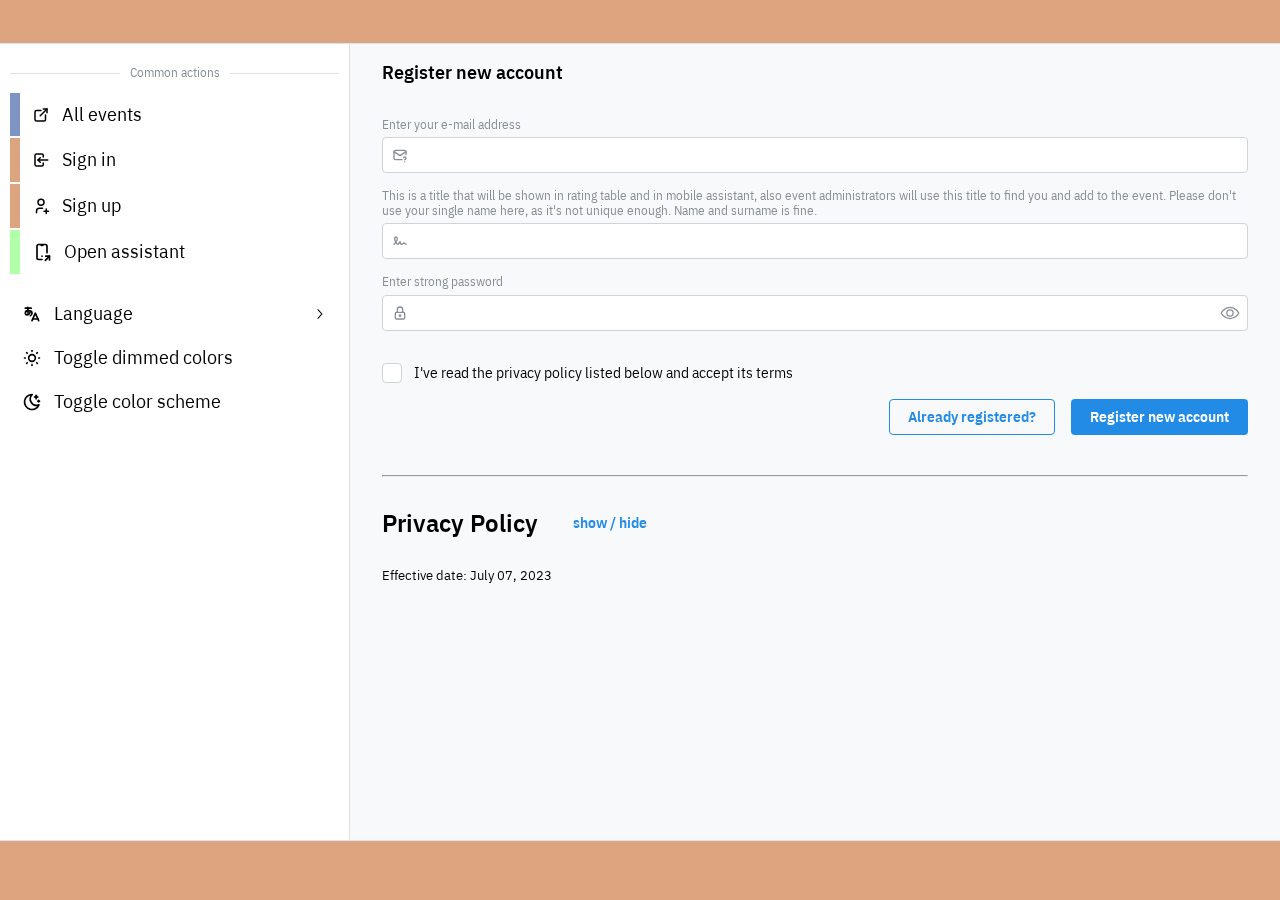 Common actions
All events
Sign in
Sign up
Open assistant
Language
Toggle dimmed colors
Toggle color scheme
Register new account
Enter your e-mail address
This is a title that will be shown in rating table and in mobile assistant, also event administrators will use this title to find you and add to the event. Please don't
use your single name here, as it's not unique enough. Name and surname is fine.
Enter strong password
I've read the privacy policy listed below and accept its terms
Already registered?
Register new account
Privacy Policy
show / hide
Effective date: July 07, 2023